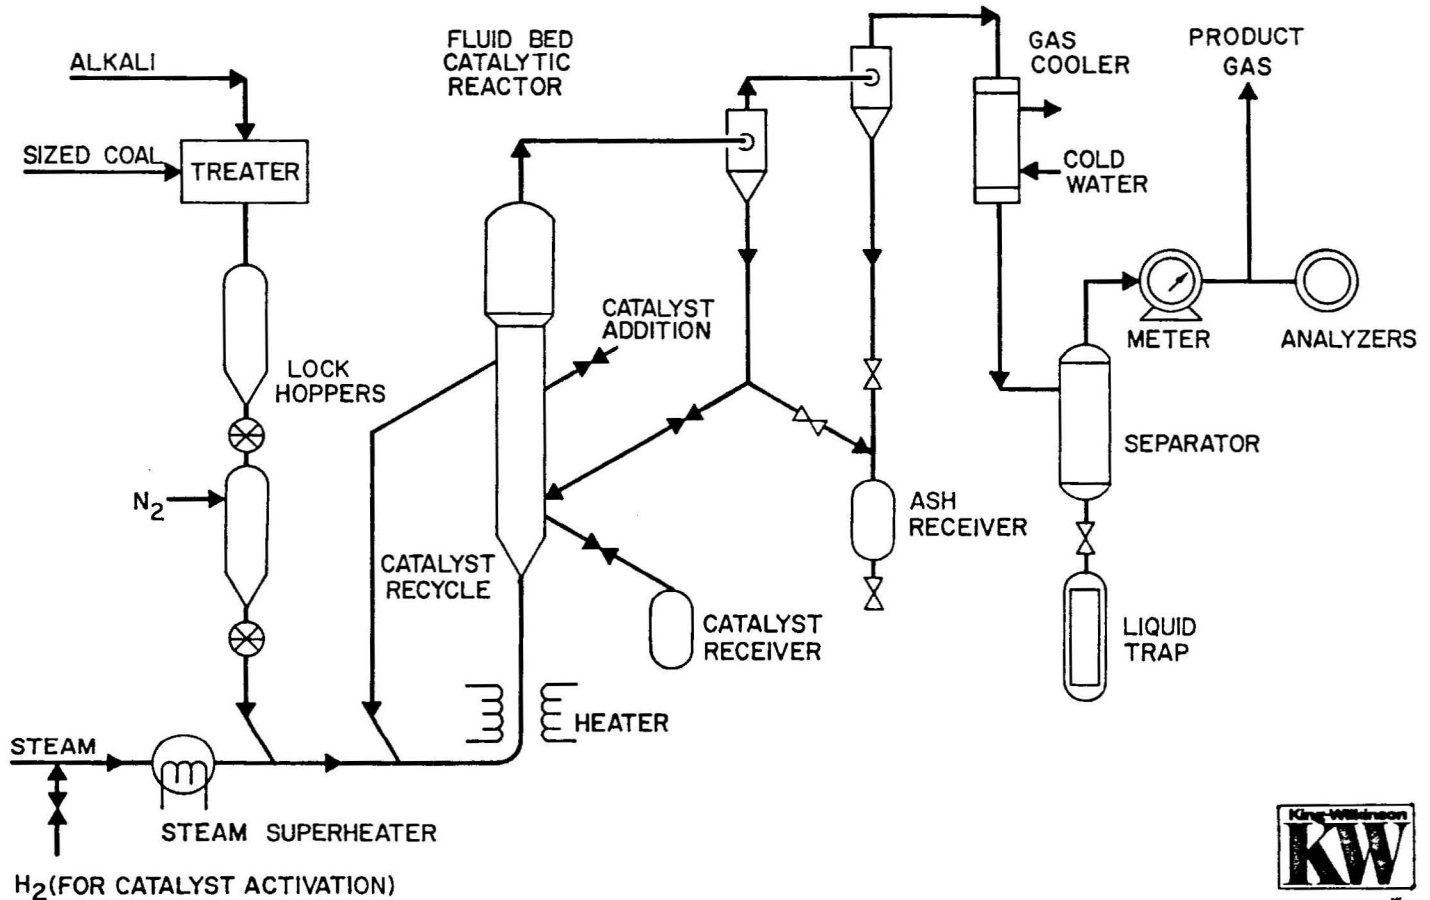 ALKALI
SIZED COAL
TREATER
LOCK
HOPPERS
N2
STEAM
STEAM SUPERHEATER
H2(FOR CATALYST ACTIVATION)
FLUID BED
CATALYTIC
REACTOR
CATALYST
ADDITION
CATALYST
RECYCLE
HEATER
CATALYST
RECEIVER
ASH
RECEIVER
GAS
COOLER
COLD
WATER
PRODUCT
GAS
METER
ANALYZERS
SEPARATOR
LIQUID
TRAP
King-Wilkinson
KW